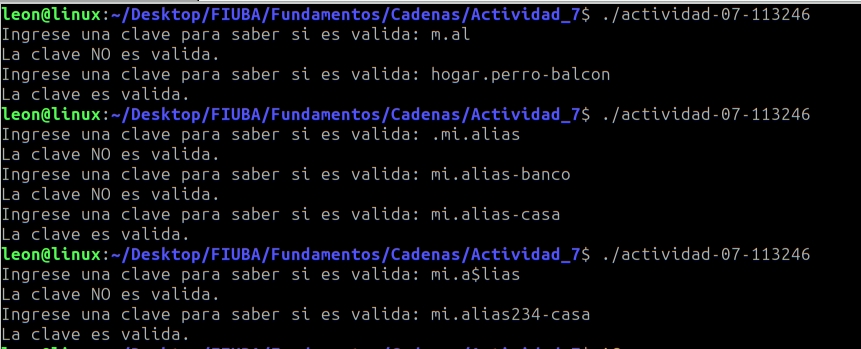 leon@linux:~/Desktop/FIUBA/Fundamentos/Cadenas/Actividad_7$ ./actividad-07-113246
Ingrese una clave para saber si es valida: m.al
La clave NO es valida.
Ingrese una clave para saber si es valida: hogar.perro-balcon
La clave es valida.
leon@linux:~/Desktop/FIUBA/Fundamentos/Cadenas/Actividad_7$ ./actividad-07-113246
Ingrese una clave para saber si es valida: .mi.alias
La clave NO es valida.
Ingrese una clave para saber si es valida: mi.alias-banco
La clave NO es valida.
Ingrese una clave para saber si es valida: mi.alias-casa
La clave es valida.
leon@linux:~/Desktop/FIUBA/Fundamentos/Cadenas/Actividad_7$ ./actividad-07-113246
Ingrese una clave para saber si es valida: mi.a$lias
La clave NO es valida.
Ingrese una clave para saber si es valida: mi.alias234-casa
La clave es valida.